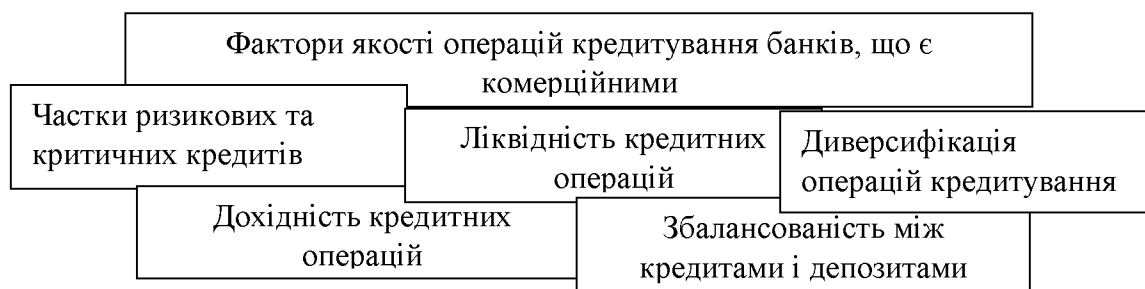 Фактори якості операцій кредитування банків, що є
комерційними
Частки ризикових та
критичних кредитів
Ліквідність кредитних
операцій
Диверсифікація
операцій кредитування
Дохідність кредитних
операцій
Збалансованість між
кредитами і депозитами